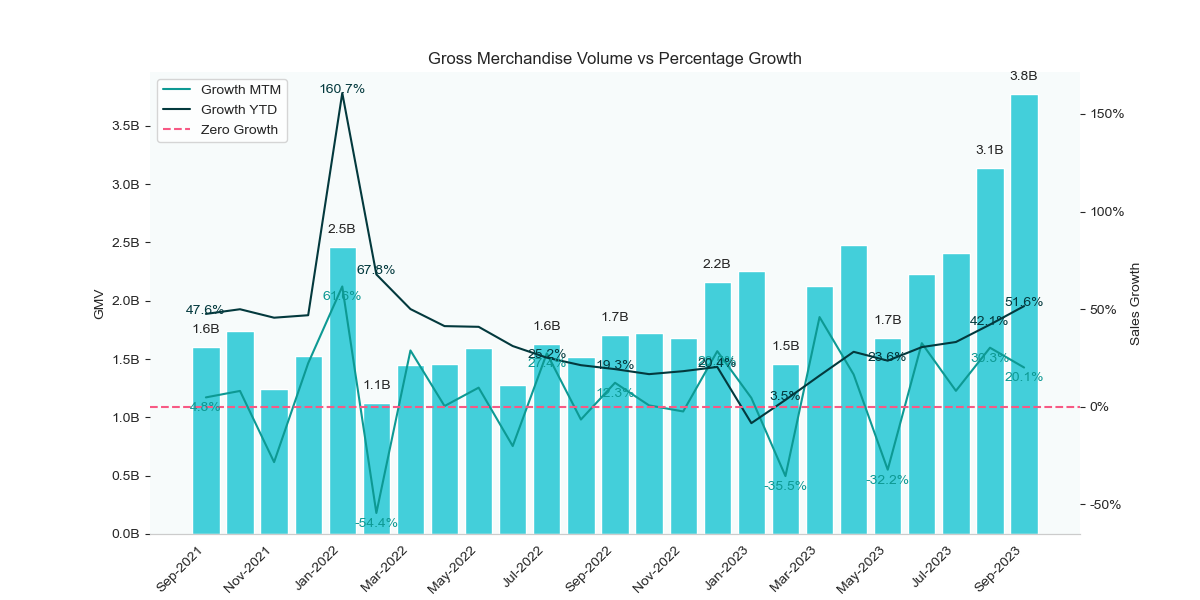 Gross Merchandise Volume vs Percentage Growth
Growth MTM
Growth YTD
Zero Growth
GMV
3.5B
3.0B
2.5B
2.0B
1.5B
1.0B
0.5B
0.0B
Sales Growth
150%
100%
50%
0%
-50%
1.6B
2.5B
1.1B
1.6B
1.7B
2.2B
1.5B
1.7B
3.1B
3.8B
47.6%
160.7%
67.8%
25.2%
19.3%
20.4%
3.5%
23.6%
42.1%
51.6%
4.8%
61.6%
-54.4%
27.4%
12.3%
-35.5%
-32.2%
30.3%
20.1%
Sep-2021
Nov-2021
Jan-2022
Mar-2022
May-2022
Jul-2022
Sep-2022
Nov-2022
Jan-2023
Mar-2023
May-2023
Jul-2023
Sep-2023